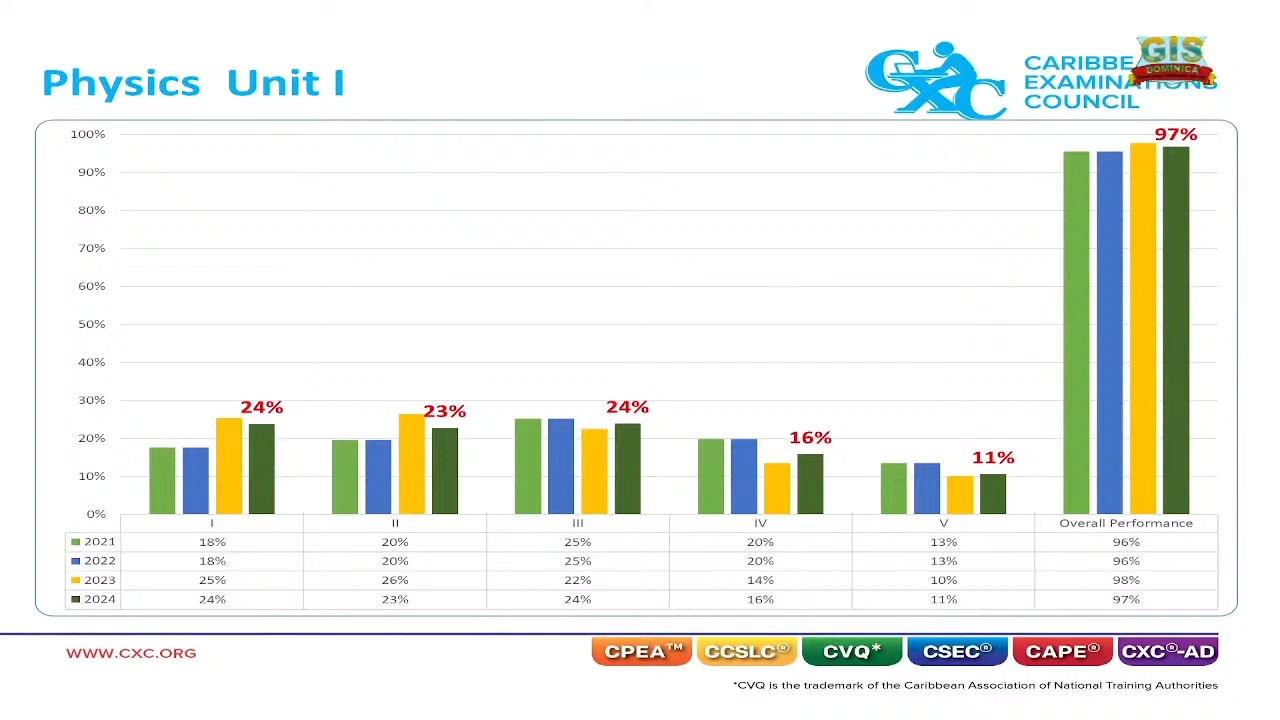 Physics Unit I
CXC
CARIBBEAN
EXAMINATIONS
COUNCIL
GIS
DOMINICA
100%
90%
80%
70%
60%
50%
40%
30%
20%
10%
0%
24%
23%
24%
16%
11%
97%
I II III IV V Overall Performance
2021 18% 20% 25% 20% 13% 96%
2022 18% 20% 25% 20% 13% 96%
2023 25% 26% 22% 14% 10% 98%
2024 24% 23% 24% 16% 11% 97%
WWW.CXC.ORG
CPEA™ CCSLC® CVQ* CSEC® CAPE® CXC®-AD
*CVQ is the trademark of the Caribbean Association of National Training Authorities